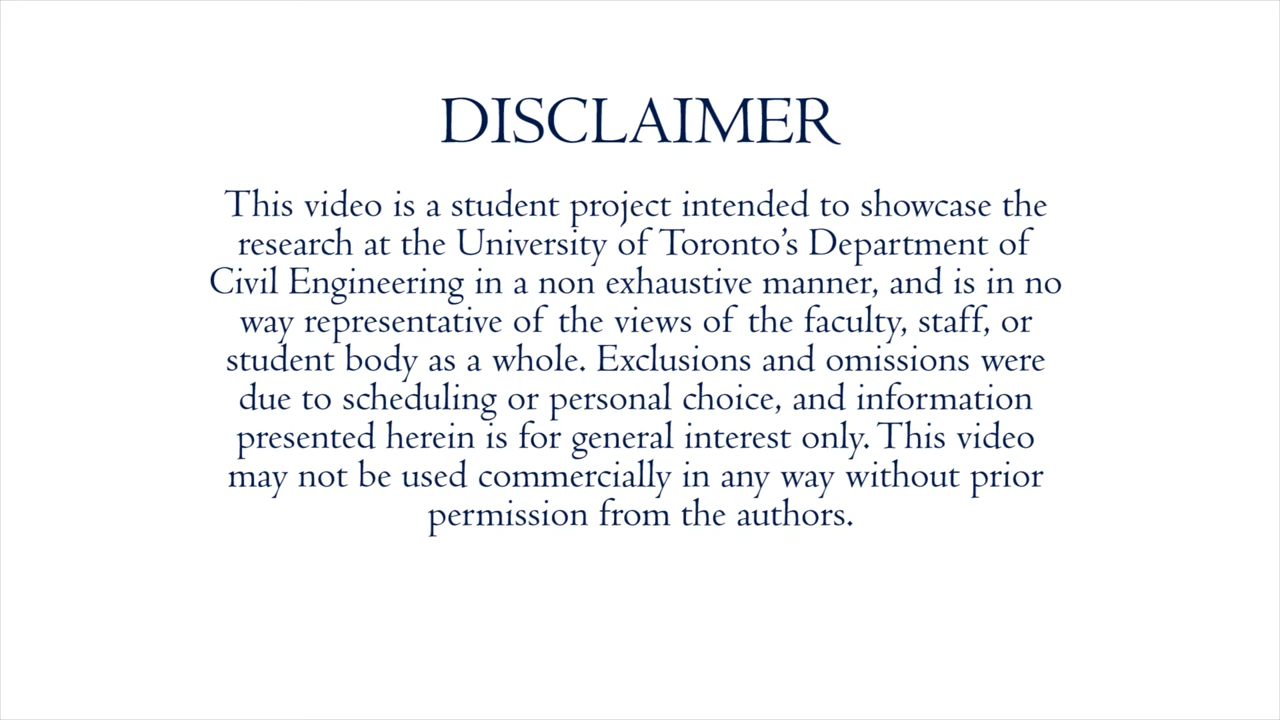 DISCLAIMER
This video is a student project intended to showcase the
research at the University of Toronto’s Department of
Civil Engineering in a non exhaustive manner, and is in no
way representative of the views of the faculty, staff, or
student body as a whole. Exclusions and omissions were
due to scheduling or personal choice, and information
presented herein is for general interest only. This video
may not be used commercially in any way without prior
permission from the authors.